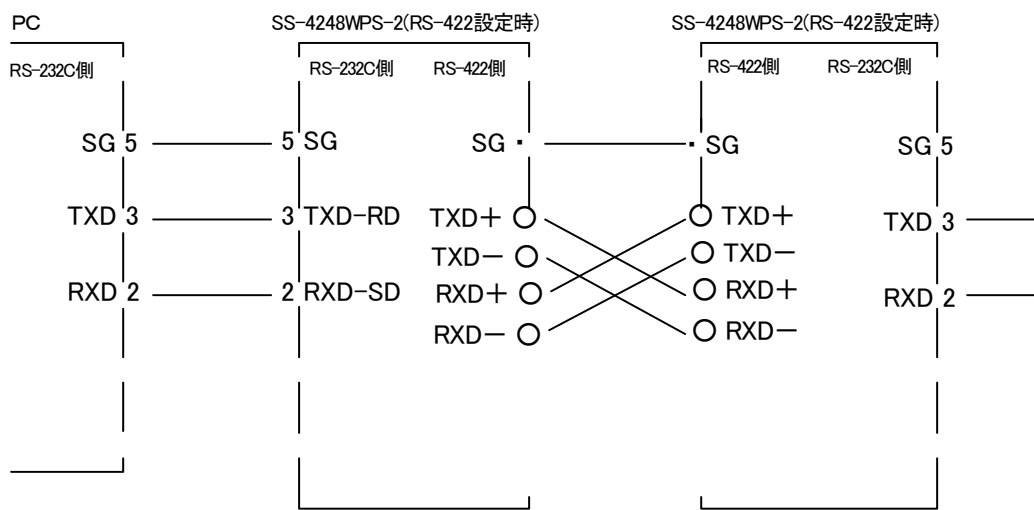 PC SS-4248WPS-2(RS-422設定時) SS-4248WPS-2(RS-422設定時)
RS-232C側 RS-232C側 RS-422側 RS-422側 RS-232C側
SG 5 5 SG SG ・ ・ SG SG 5
TXD 3 3 TXD-RD TXD+ TXD+ TXD 3
TXD- TXD-
RXD 2 2 RXD-SD RXD+ RXD+ RXD 2
RXD- RXD-